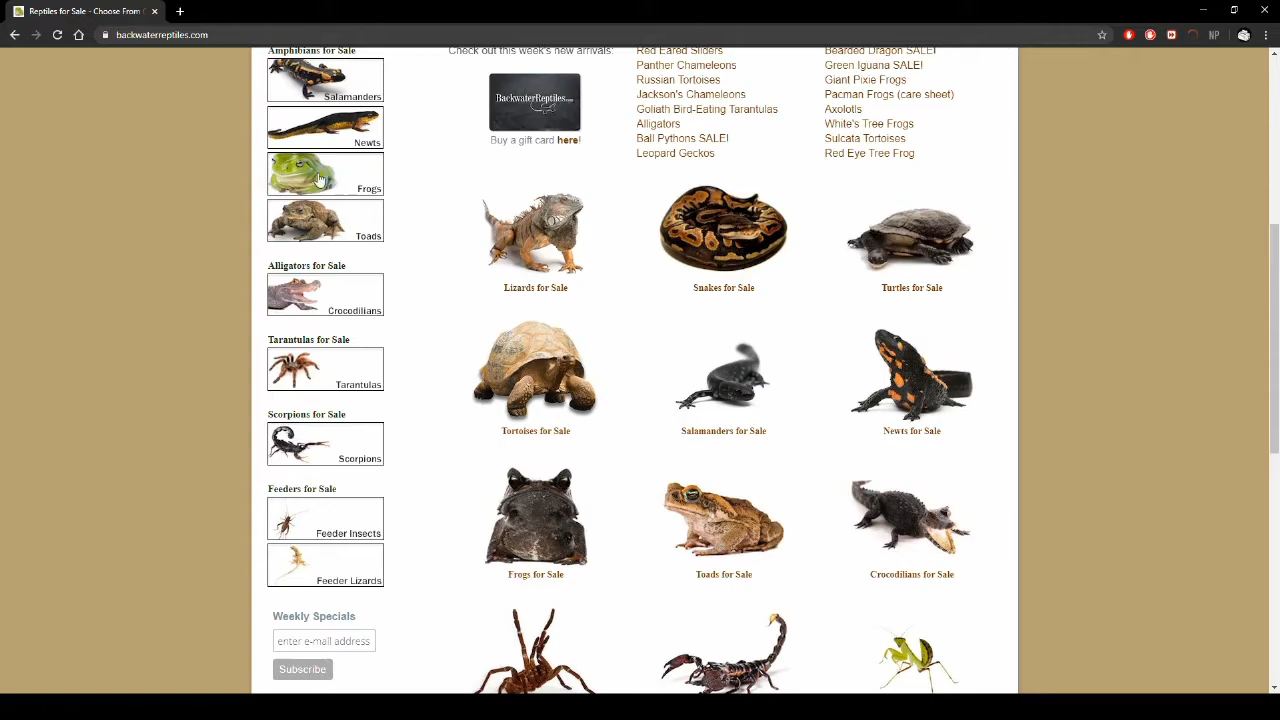 Reptiles for Sale - Choose From
backwaterreptiles.com
NP
Amphibians for Sale
Salamanders
Newts
Frogs
Toads
Alligators for Sale
Crocodilians
Tarantulas for Sale
Tarantulas
Scorpions for Sale
Scorpions
Feeders for Sale
Feeder Insects
Feeder Lizards
Weekly Specials
enter e-mail address
Subscribe
Check out this week's new arrivals:
BackwaterReptiles.com
Buy a gift card here!
Red Eared Sliders
Panther Chameleons
Russian Tortoises
Jackson's Chameleons
Goliath Bird-Eating Tarantulas
Alligators
Ball Pythons SALE!
Leopard Geckos
Bearded Dragon SALE!
Green Iguana SALE!
Giant Pixie Frogs
Pacman Frogs (care sheet)
Axolotls
White's Tree Frogs
Sulcata Tortoises
Red Eye Tree Frog
Lizards for Sale
Snakes for Sale
Turtles for Sale
Tortoises for Sale
Salamanders for Sale
Newts for Sale
Frogs for Sale
Toads for Sale
Crocodilians for Sale